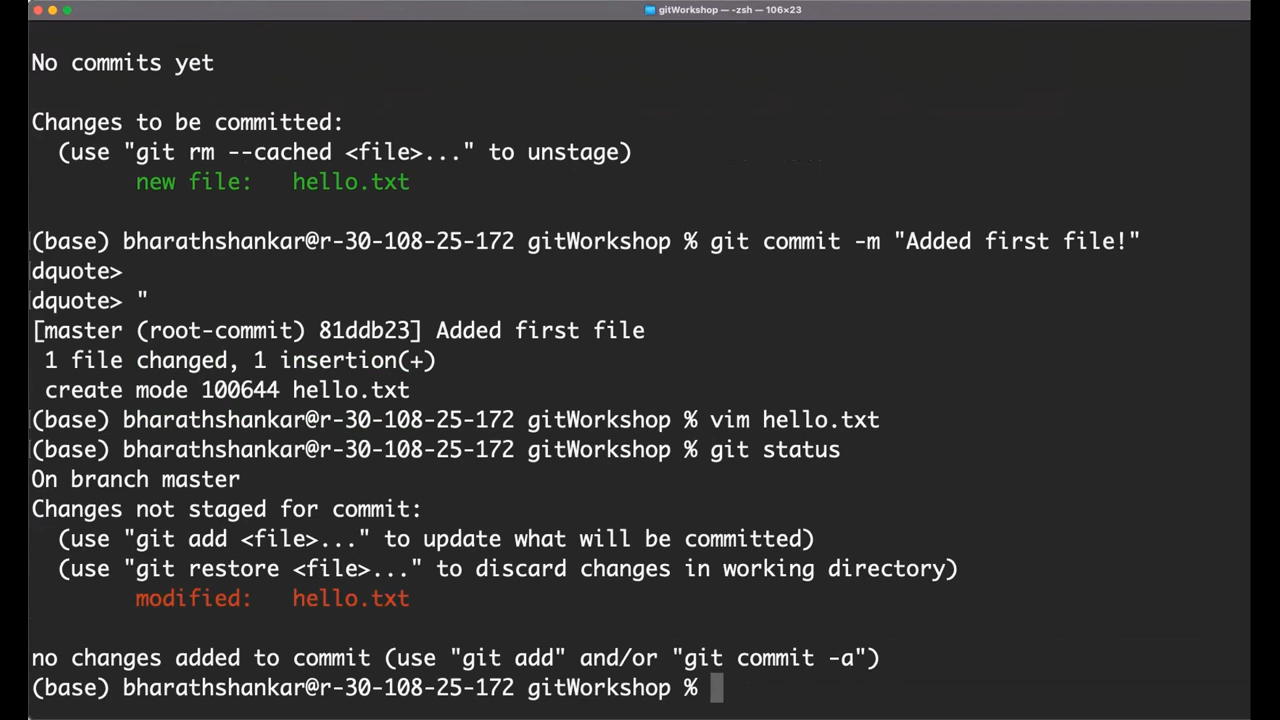 gitWorkshop — -zsh — 106×23
No commits yet
Changes to be committed:
(use "git rm --cached <file>..." to unstage)
new file:   hello.txt
(base) bharathshankar@r-30-108-25-172 gitWorkshop % git commit -m "Added first file!"
dquote>
dquote> "
[master (root-commit) 81ddb23] Added first file
1 file changed, 1 insertion(+)
create mode 100644 hello.txt
(base) bharathshankar@r-30-108-25-172 gitWorkshop % vim hello.txt
(base) bharathshankar@r-30-108-25-172 gitWorkshop % git status
On branch master
Changes not staged for commit:
(use "git add <file>..." to update what will be committed)
(use "git restore <file>..." to discard changes in working directory)
modified:   hello.txt
no changes added to commit (use "git add" and/or "git commit -a")
(base) bharathshankar@r-30-108-25-172 gitWorkshop %